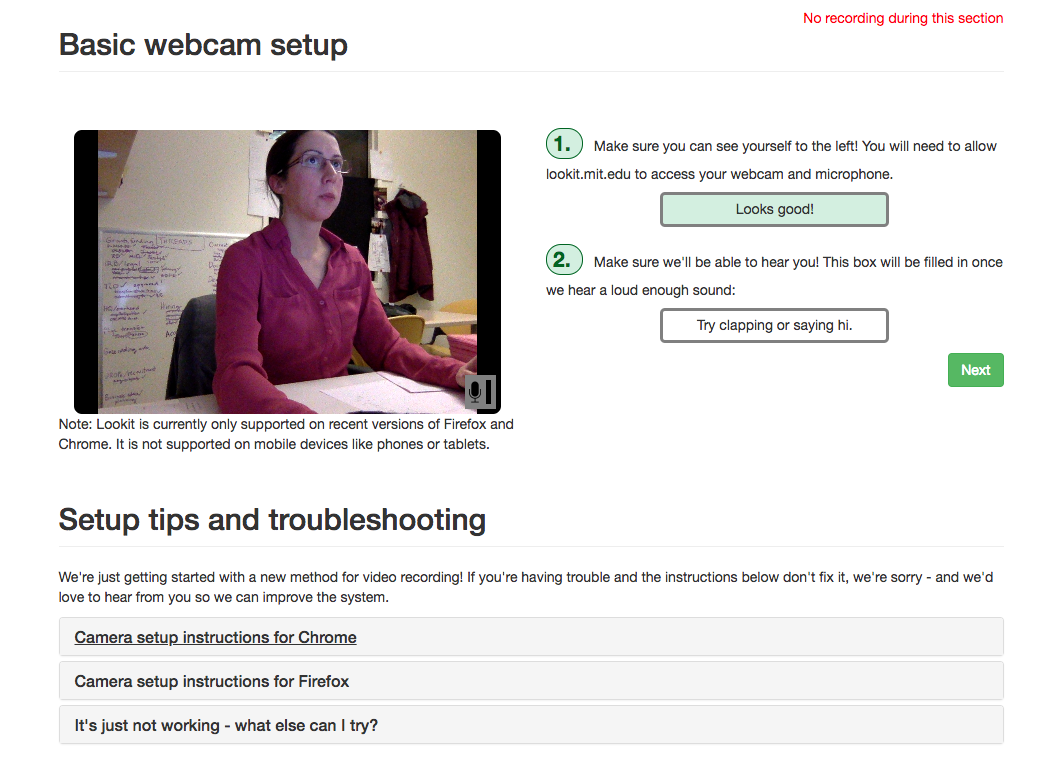 No recording during this section
Basic webcam setup
1. Make sure you can see yourself to the left! You will need to allow
lookit.mit.edu to access your webcam and microphone.
Looks good!
2. Make sure we'll be able to hear you! This box will be filled in once
we hear a loud enough sound:
Try clapping or saying hi.
Next
Note: Lookit is currently only supported on recent versions of Firefox and
Chrome. It is not supported on mobile devices like phones or tablets.
Setup tips and troubleshooting
We're just getting started with a new method for video recording! If you're having trouble and the instructions below don't fix it, we're sorry - and we'd
love to hear from you so we can improve the system.
Camera setup instructions for Chrome
Camera setup instructions for Firefox
It's just not working - what else can I try?